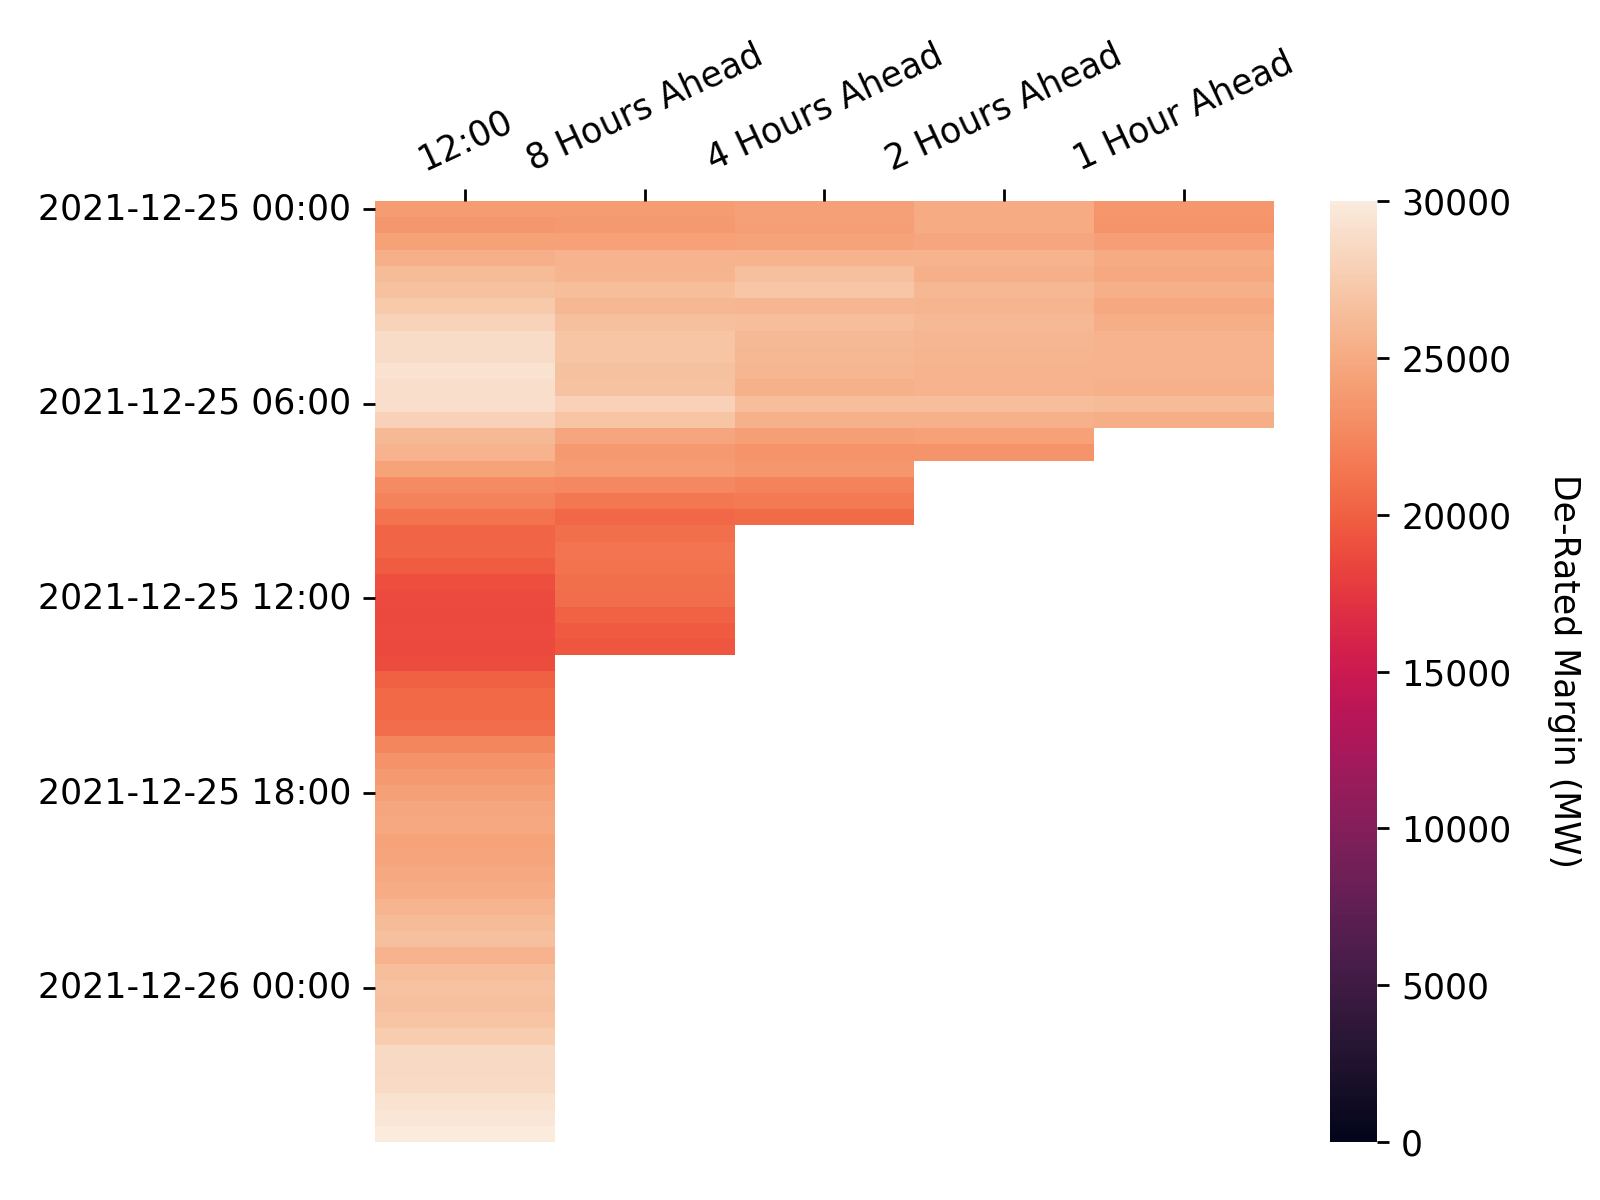 12:00
8 Hours Ahead
4 Hours Ahead
2 Hours Ahead
1 Hour Ahead
2021-12-25 00:00
2021-12-25 06:00
2021-12-25 12:00
2021-12-25 18:00
2021-12-26 00:00
30000
25000
20000
15000
10000
5000
0
De-Rated Margin (MW)